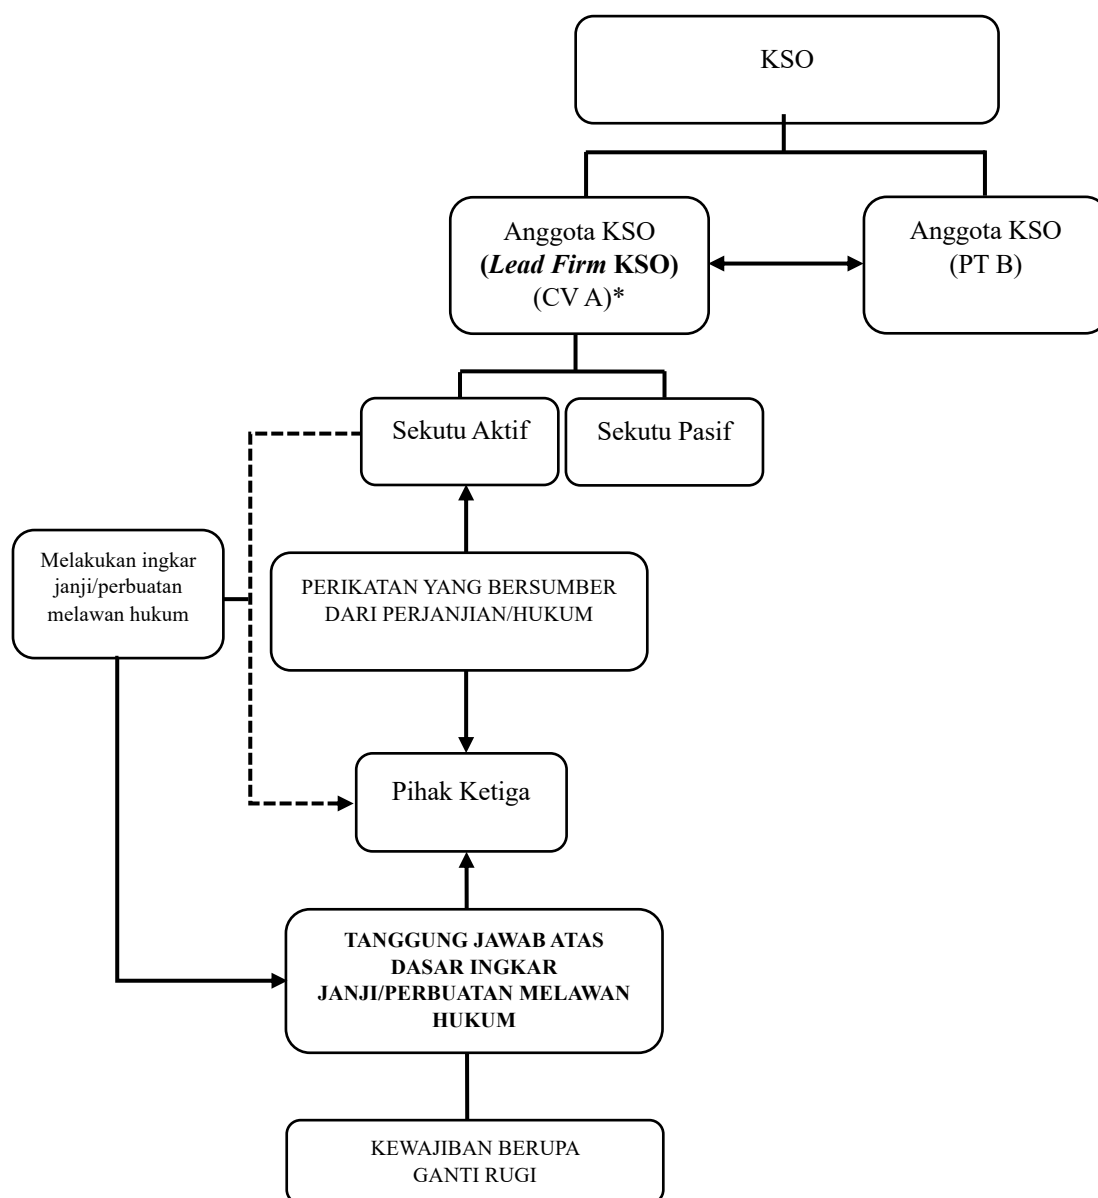 KSO
Anggota KSO
(Lead Firm KSO)
(CV A)*
Anggota KSO
(PT B)
Sekutu Aktif
Sekutu Pasif
Melakukan ingkar
janji/perbuatan
melawan hukum
PERIKATAN YANG BERSUMBER
DARI PERJANJIAN/HUKUM
Pihak Ketiga
TANGGUNG JAWAB ATAS
DASAR INGKAR
JANJI/PERBUATAN MELAWAN
HUKUM
KEWAJIBAN BERUPA
GANTI RUGI